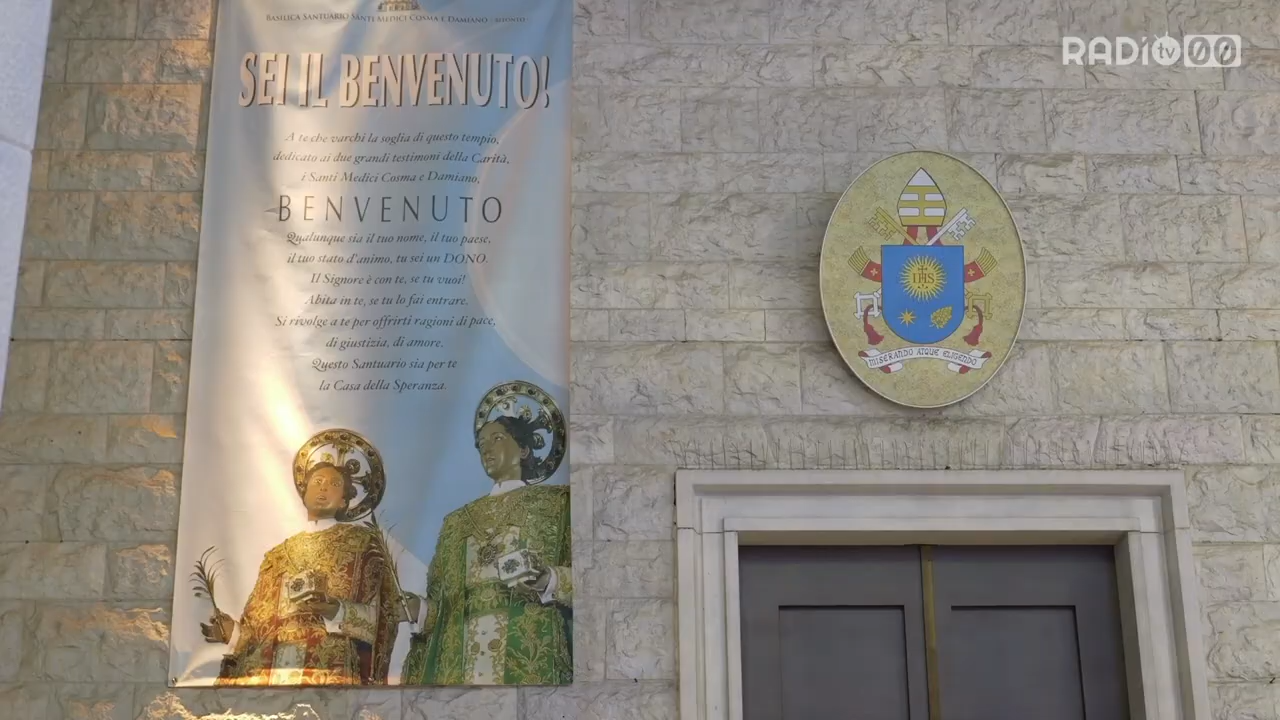 BASILICA SANTUARIO SANTI MEDICI COSMA E DAMIANO - BITONTO -
SEI IL BENVENUTO!
A te che varchi la soglia di questo tempio,
dedicato ai due grandi testimoni della Carità,
i Santi Medici Cosma e Damiano,
BENVENUTO
Qualunque sia il tuo nome, il tuo paese,
il tuo stato d'animo, tu sei un DONO.
Il Signore è con te, se tu vuoi!
Abita in te, se tu lo fai entrare.
Si rivolge a te per offrirti ragioni di pace,
di giustizia, di amore.
Questo Santuario sia per te
la Casa della Speranza.
RADIO tv 00
IHS
MISERANDO ATQUE ELIGENDO